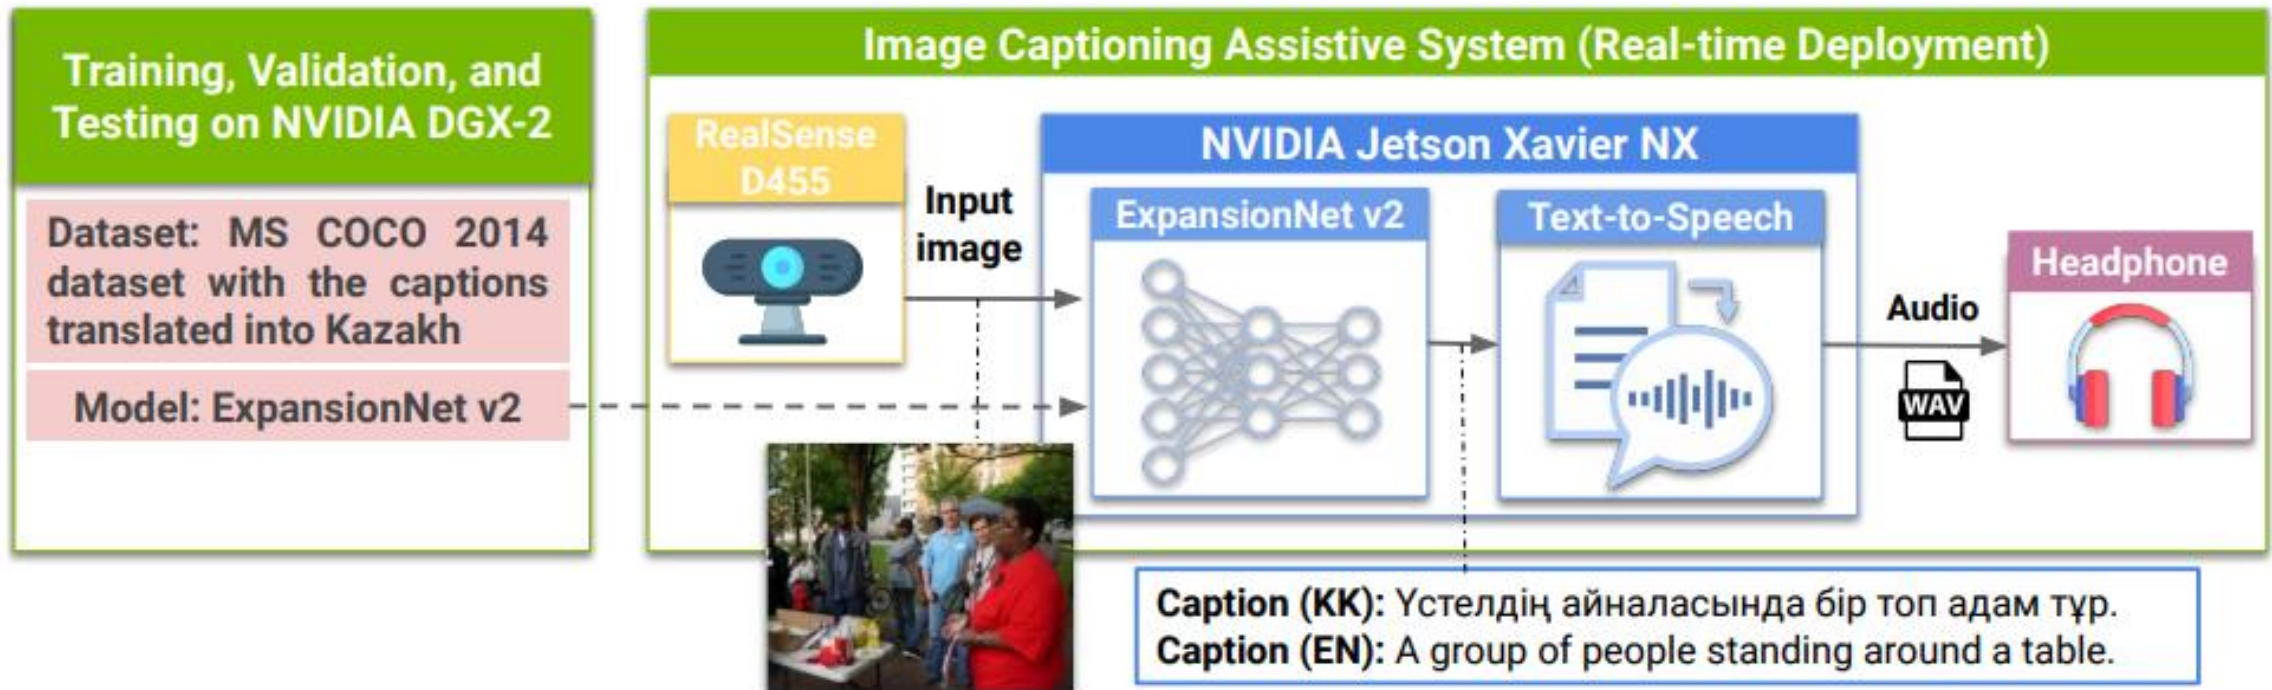 Training, Validation, and
Testing on NVIDIA DGX-2
Dataset: MS COCO 2014
dataset with the captions
translated into Kazakh
Model: ExpansionNet v2
Image Captioning Assistive System (Real-time Deployment)
RealSense
D455
Input
image
NVIDIA Jetson Xavier NX
ExpansionNet v2
Text-to-Speech
Audio
WAV
Headphone
Caption (KK): Үстелдің айналасында бір топ адам тұр.
Caption (EN): A group of people standing around a table.